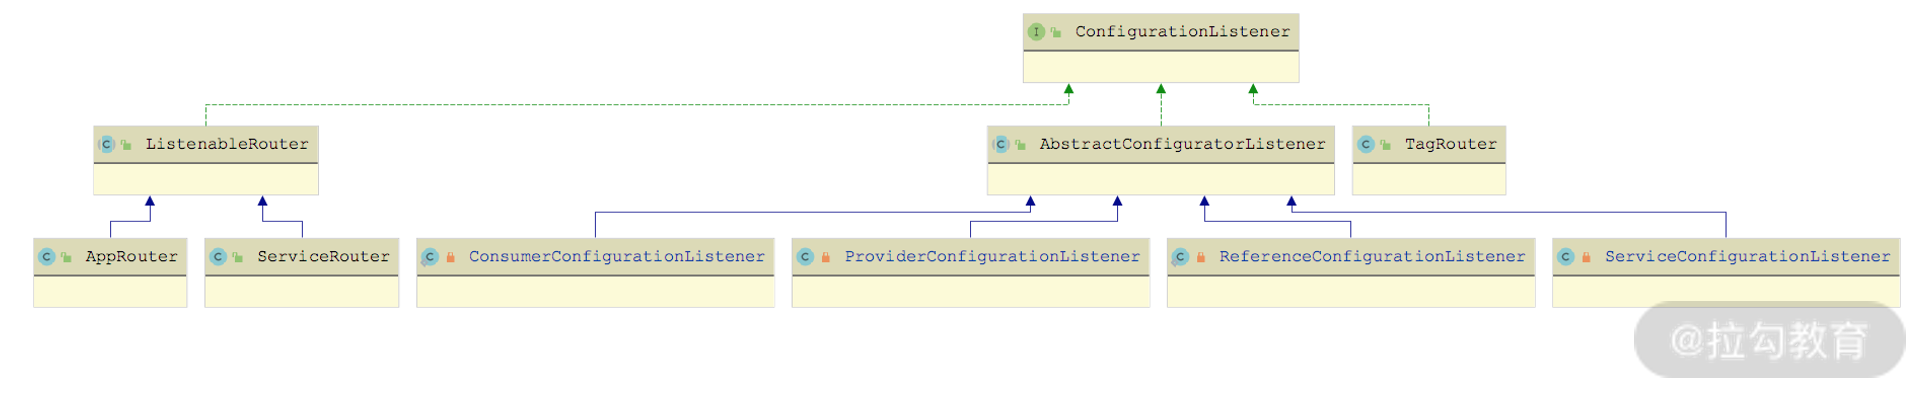 I ConfigurationListener
C ListenableRouter
C AbstractConfiguratorListener
C TagRouter
C AppRouter
C ServiceRouter
C ConsumerConfigurationListener
C ProviderConfigurationListener
C ReferenceConfigurationListener
C ServiceConfigurationListener
@拉勾教育